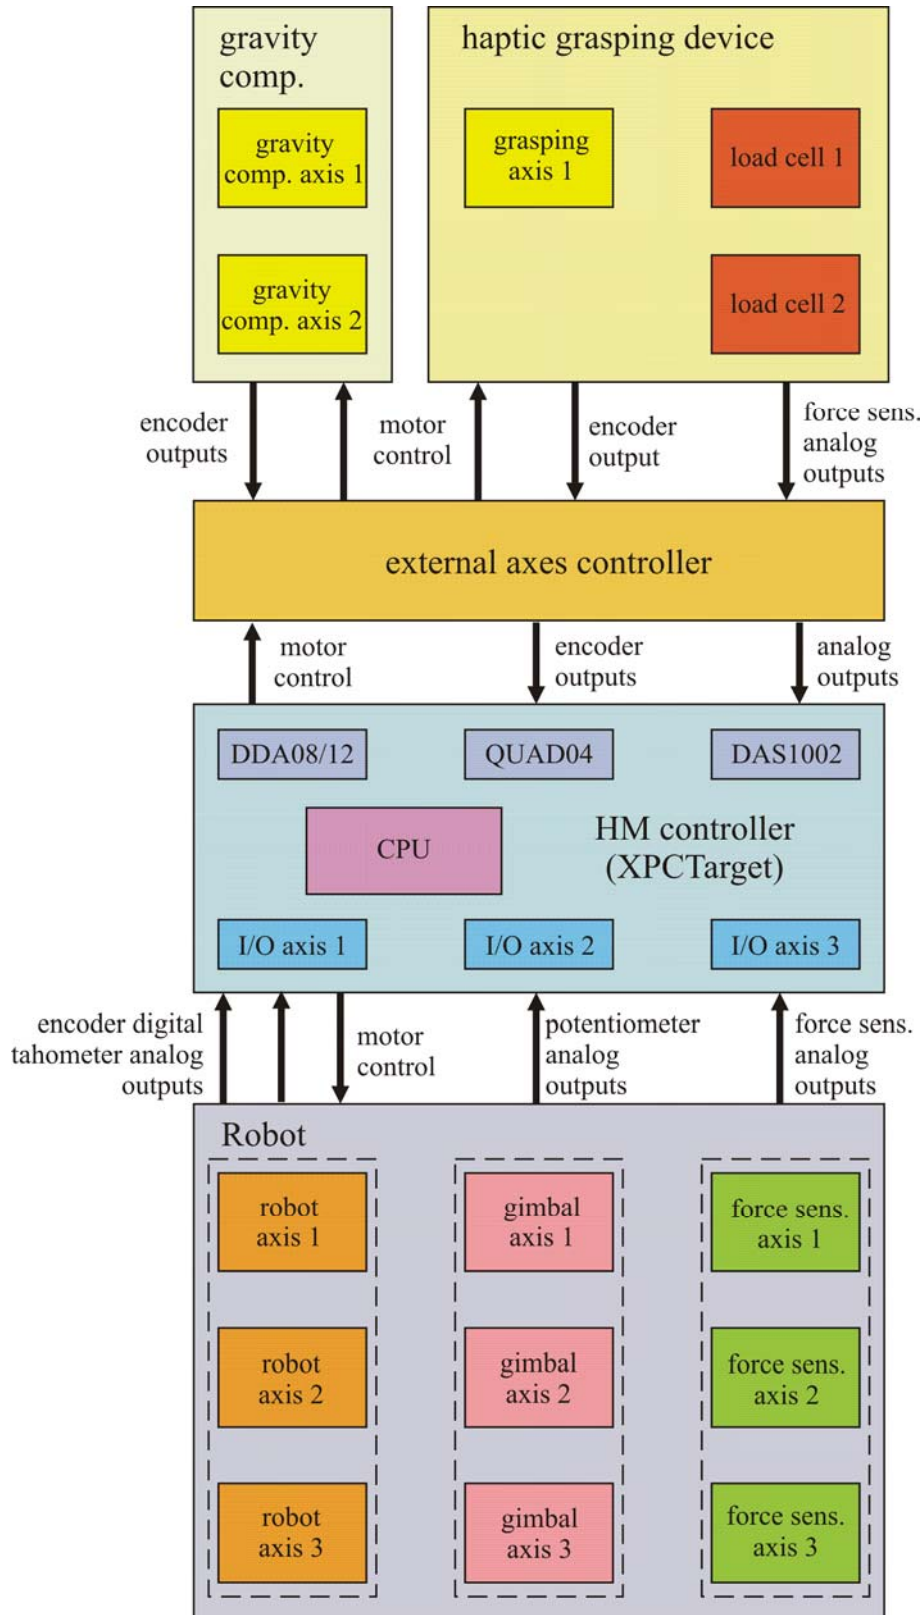 gravity
comp.
haptic grasping device
gravity
comp. axis 1
grasping
axis 1
load cell 1
gravity
comp. axis 2
load cell 2
encoder
outputs
motor
control
encoder
output
force sens.
analog
outputs
external axes controller
motor
control
encoder
outputs
analog
outputs
DDA08/12
QUAD04
DAS1002
CPU
HM controller
(XPCTarget)
I/O axis 1
I/O axis 2
I/O axis 3
encoder digital
tahometer analog
outputs
motor
control
potentiometer
analog
outputs
force sens.
analog
outputs
Robot
robot
axis 1
gimbal
axis 1
force sens.
axis 1
robot
axis 2
gimbal
axis 2
force sens.
axis 2
robot
axis 3
gimbal
axis 3
force sens.
axis 3